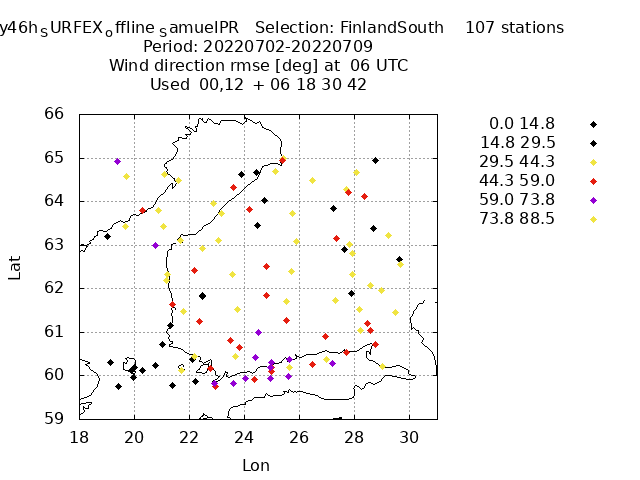 y46hsURFEXoffline samuelPR Selection: FinlandSouth 107 stations
Period: 20220702-20220709
Wind direction rmse [deg] at 06 UTC
Used 00,12 + 06 18 30 42
0.0 14.8
14.8 29.5
29.5 44.3
44.3 59.0
59.0 73.8
73.8 88.5
66
65
64
63
62
61
60
59
Lat
18 20 22 24 26 28 30
Lon